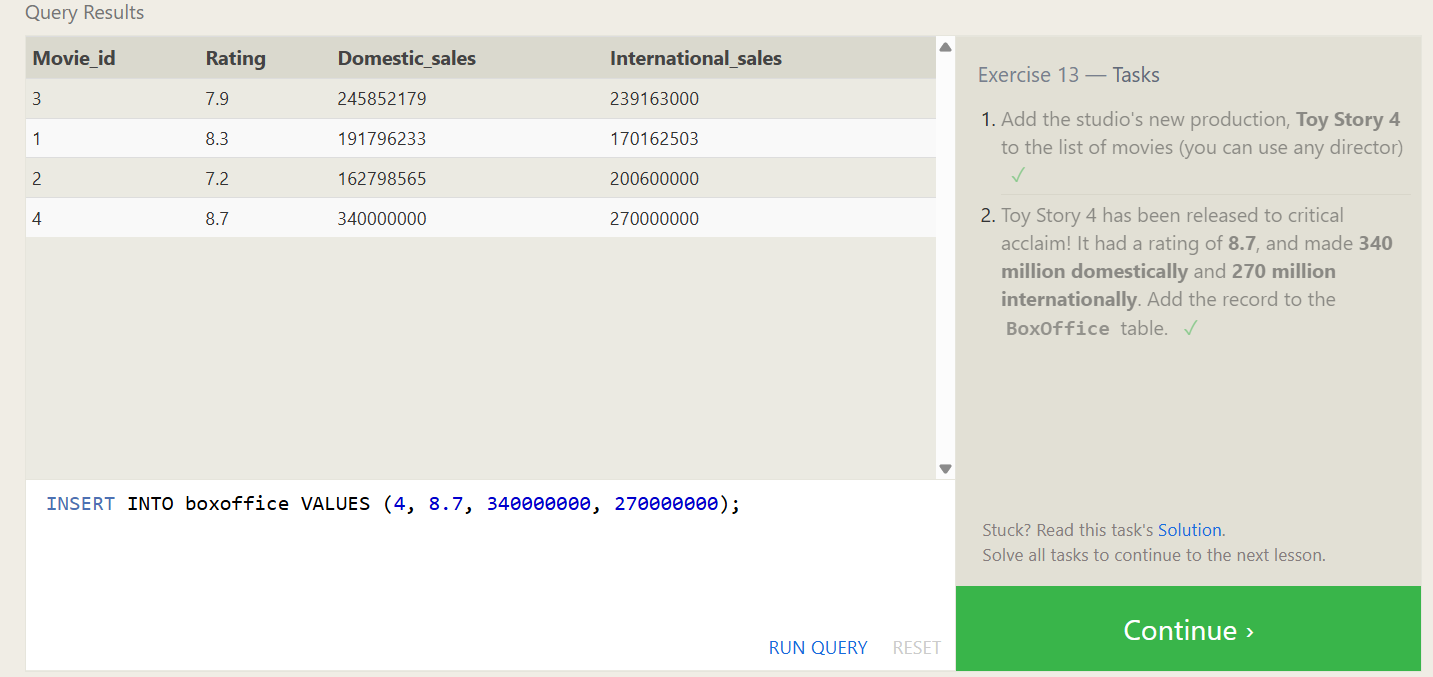 Query Results
Movie_id Rating Domestic_sales International_sales
3 7.9 245852179 239163000
1 8.3 191796233 170162503
2 7.2 162798565 200600000
4 8.7 340000000 270000000
INSERT INTO boxoffice VALUES (4, 8.7, 340000000, 270000000);
RUN QUERY RESET
Exercise 13 — Tasks
1. Add the studio's new production, Toy Story 4
to the list of movies (you can use any director)
✓
2. Toy Story 4 has been released to critical
acclaim! It had a rating of 8.7, and made 340
million domestically and 270 million
internationally. Add the record to the
BoxOffice table. ✓
Stuck? Read this task's Solution.
Solve all tasks to continue to the next lesson.
Continue ›